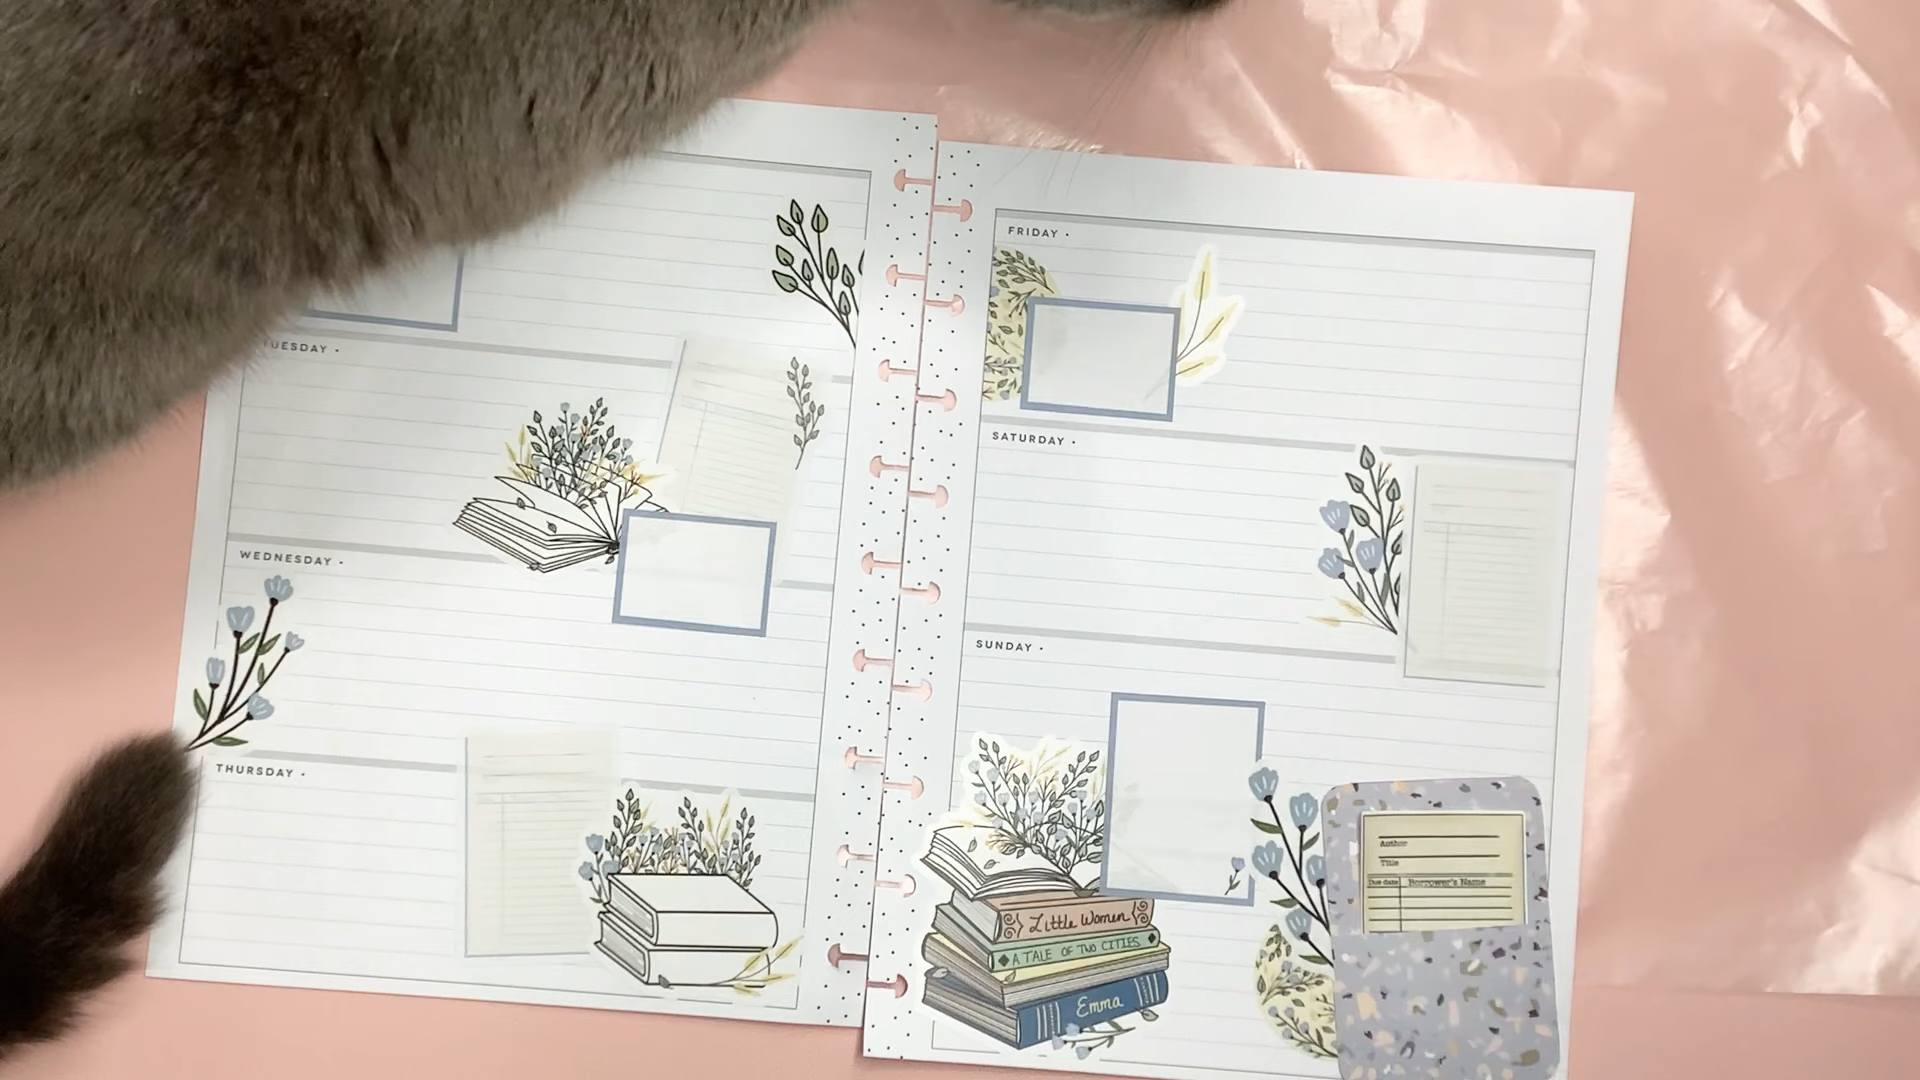 TUESDAY •
WEDNESDAY •
THURSDAY •
FRIDAY •
SATURDAY •
SUNDAY •
Little Women
A TALE OF TWO CITIES
Emma
Author
Title
Due date Borrower's Name